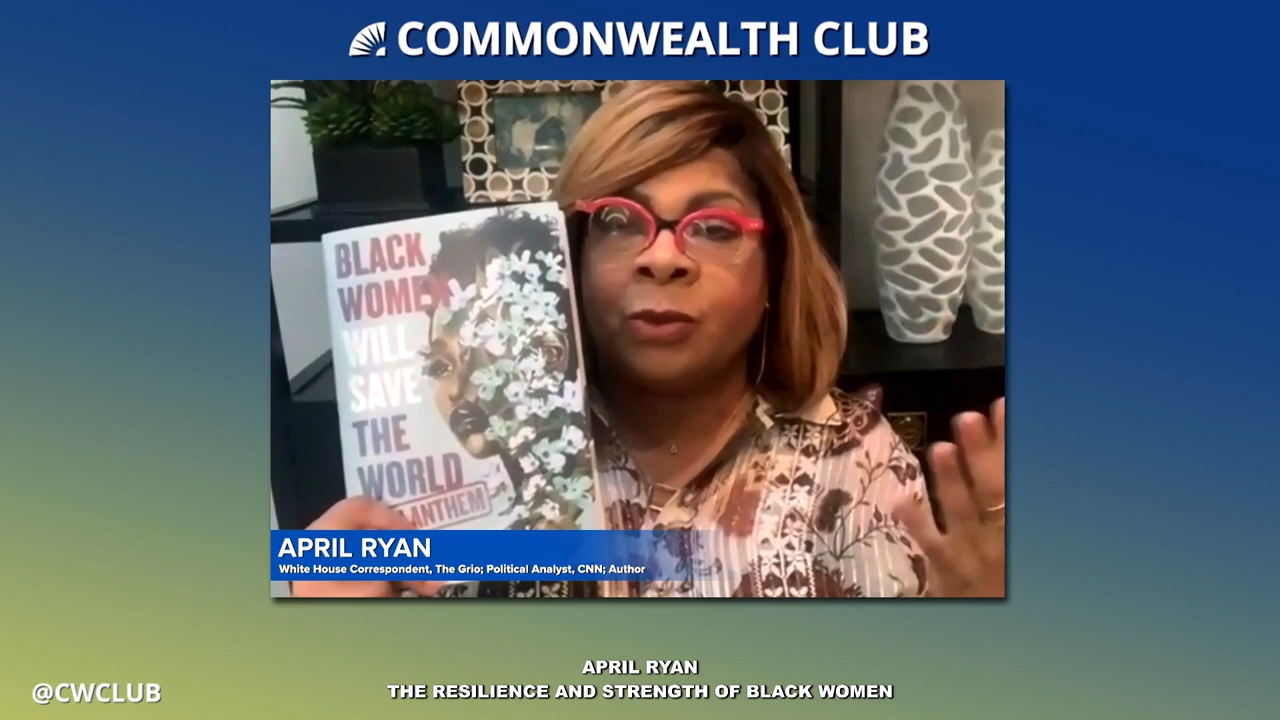 COMMONWEALTH CLUB
BLACK
WOMEN
WILL
SAVE
THE
WORLD
ANTHEM
APRIL RYAN
White House Correspondent, The Grio; Political Analyst, CNN; Author
APRIL RYAN
@CWCLUB
THE RESILIENCE AND STRENGTH OF BLACK WOMEN